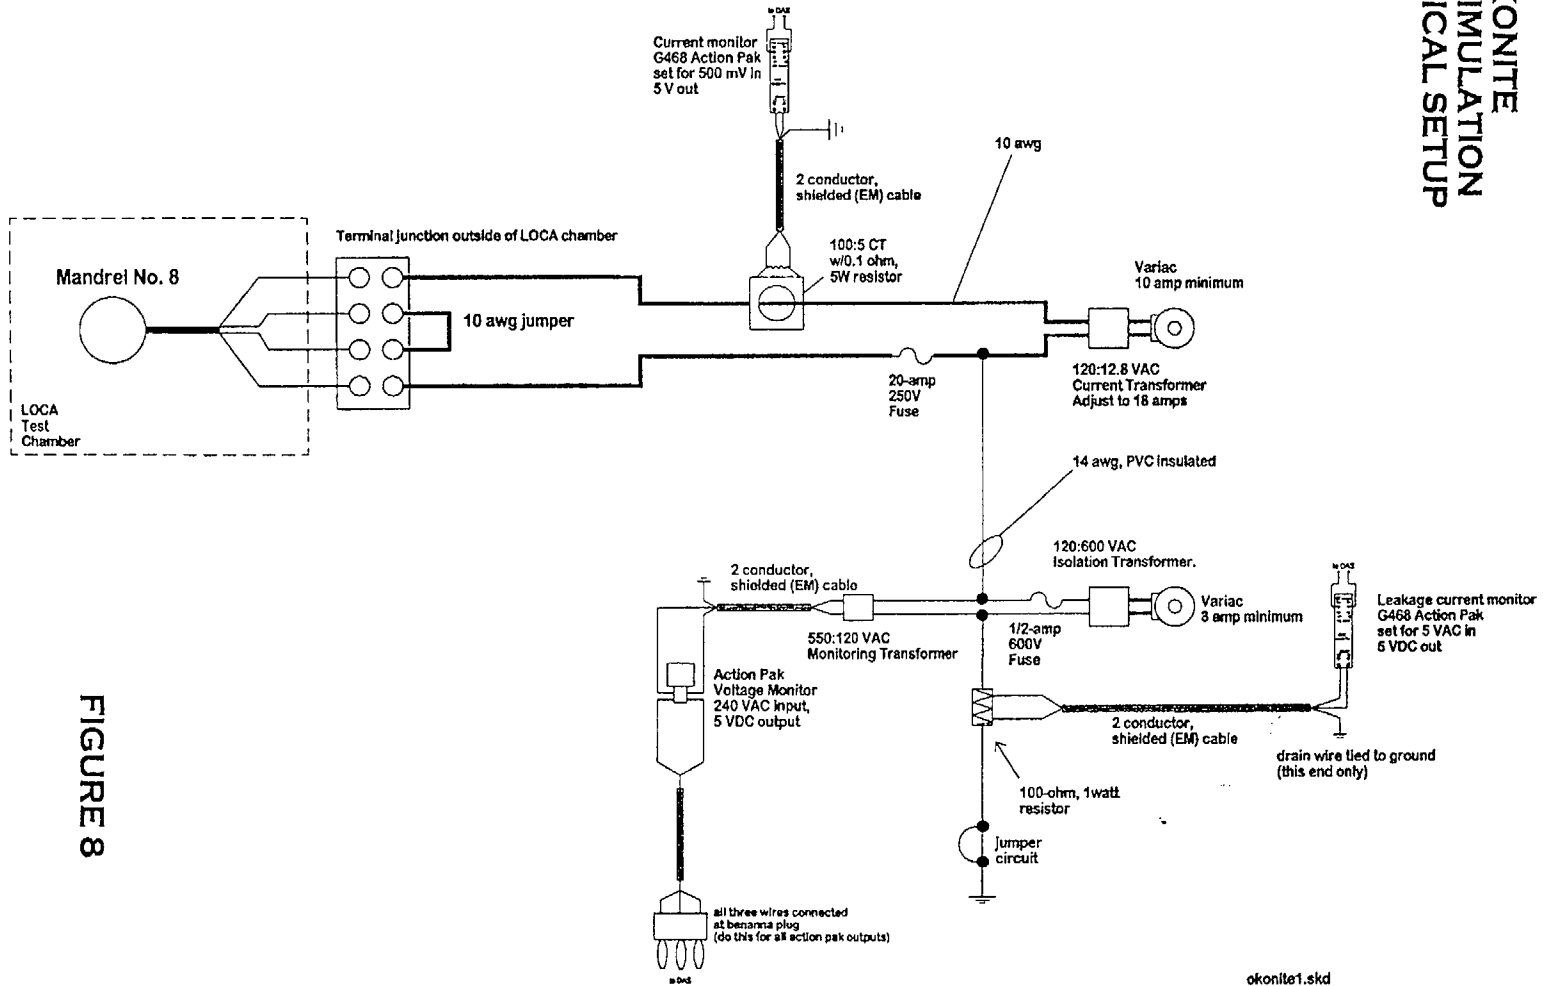 KONITE
IMULATION
ICAL SETUP
to DAS
Current monitor
G468 Action Pak
set for 500 mV in
5 V out
10 awg
2 conductor,
shielded (EM) cable
Terminal junction outside of LOCA chamber
100:5 CT
w/0.1 ohm,
5W resistor
Variac
10 amp minimum
Mandrel No. 8
10 awg jumper
20-amp
250V
Fuse
120:12.8 VAC
Current Transformer
Adjust to 18 amps
LOCA
Test
Chamber
14 awg, PVC insulated
120:600 VAC
Isolation Transformer.
2 conductor,
shielded (EM) cable
to DAS
Variac
3 amp minimum
Leakage current monitor
G468 Action Pak
set for 5 VAC in
5 VDC out
550:120 VAC
Monitoring Transformer
1/2-amp
600V
Fuse
Action Pak
Voltage Monitor
240 VAC input,
5 VDC output
2 conductor,
shielded (EM) cable
drain wire tied to ground
(this end only)
100-ohm, 1watt
resistor
Jumper
circuit
all three wires connected
at benanna plug
(do this for all action pak outputs)
to DAS
FIGURE 8
okonite1.skd